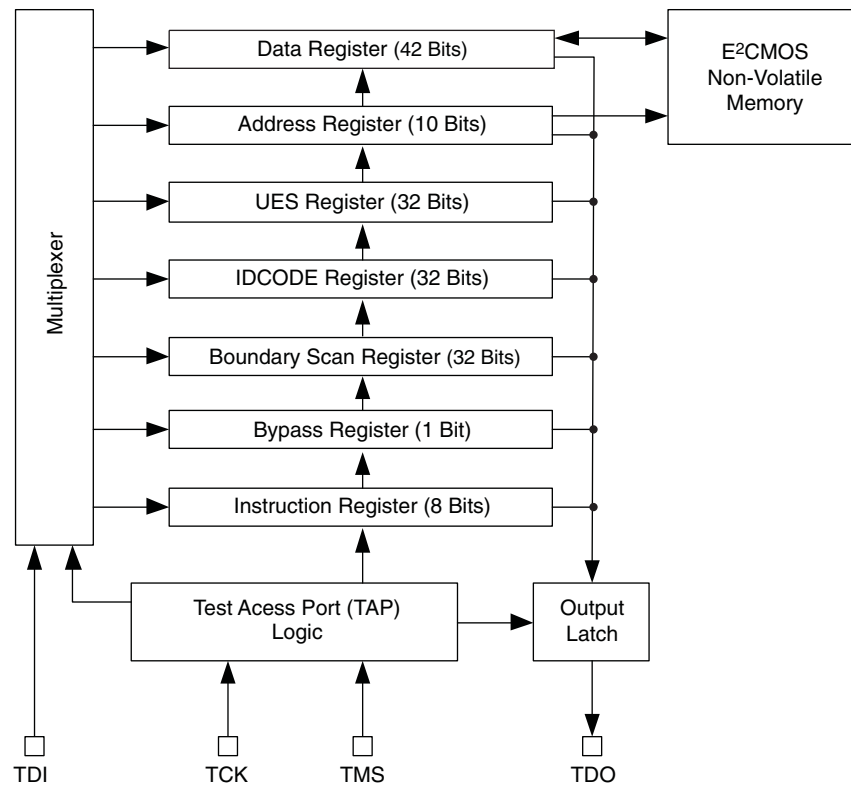 Data Register (42 Bits)
E²CMOS
Non-Volatile
Memory
Address Register (10 Bits)
UES Register (32 Bits)
Multiplexer
IDCODE Register (32 Bits)
Boundary Scan Register (32 Bits)
Bypass Register (1 Bit)
Instruction Register (8 Bits)
Test Acess Port (TAP)
Logic
Output
Latch
TDI
TCK
TMS
TDO